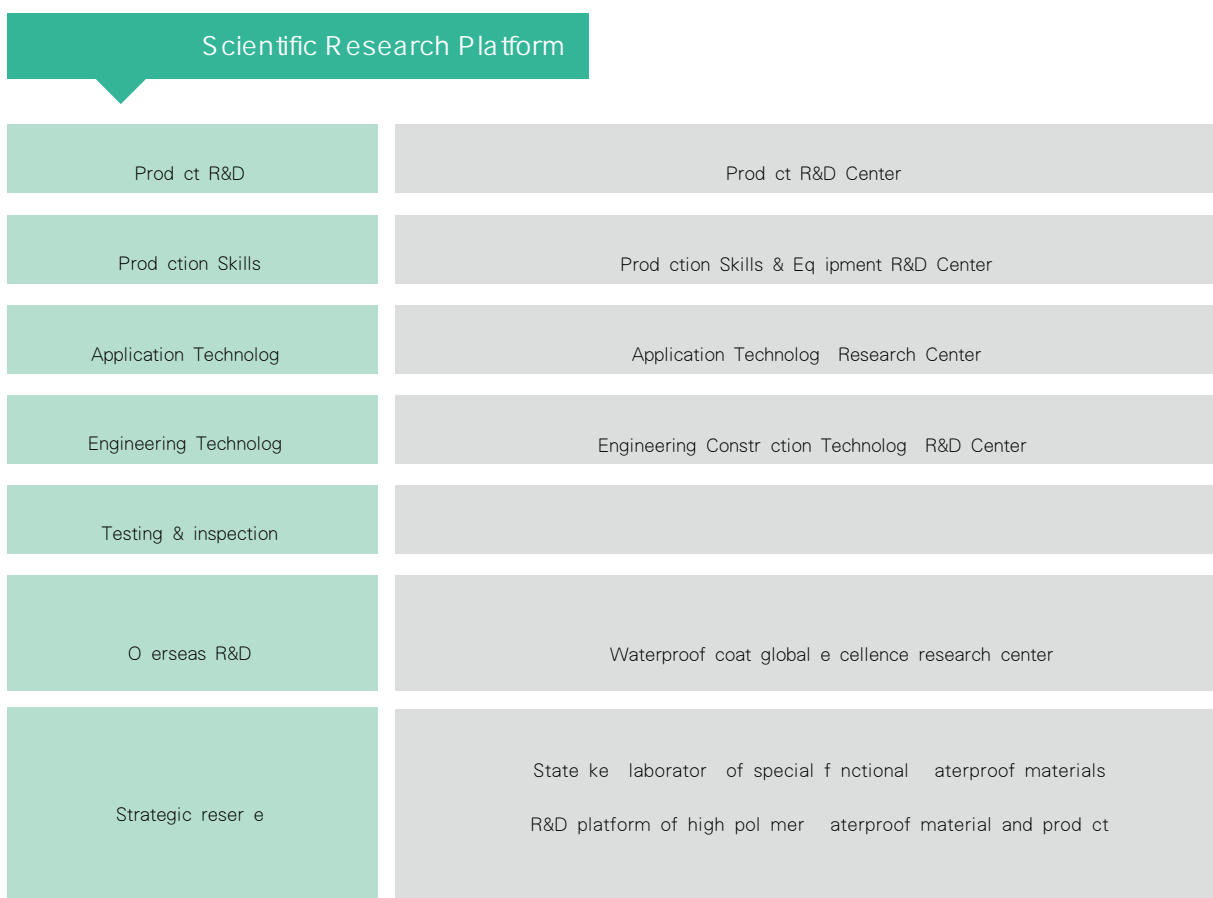 Scientific Research Platform
Prod ct R&D
Prod ct R&D Center
Prod ction Skills
Prod ction Skills & Eq ipment R&D Center
Application Technolog
Application Technolog Research Center
Engineering Technolog
Engineering Constr ction Technolog R&D Center
Testing & inspection
O erseas R&D
Waterproof coat global e cellence research center
Strategic reser e
State ke laborator of special f nctional aterproof materials
R&D platform of high pol mer aterproof material and prod ct